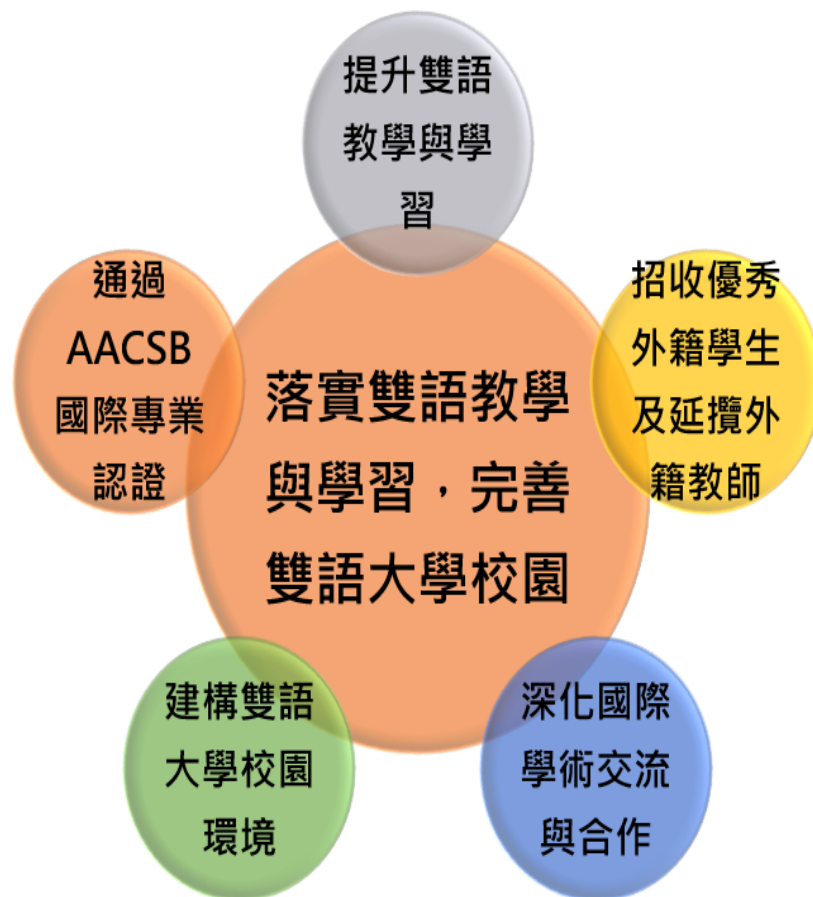 提升雙語
教學與學
習
通過
AACSB
國際專業
認證
落實雙語教學
與學習，完善
雙語大學校園
招收優秀
外籍學生
及延攬外
籍教師
建構雙語
大學校園
環境
深化國際
學術交流
與合作